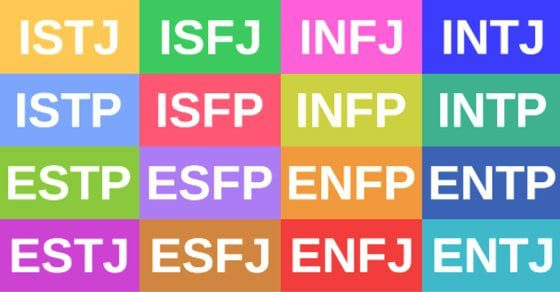 ISTJ ISFJ INFJ INTJ
ISTP ISFP INFP INTP
ESTP ESFP ENFP ENTP
ESTJ ESFJ ENFJ ENTJ